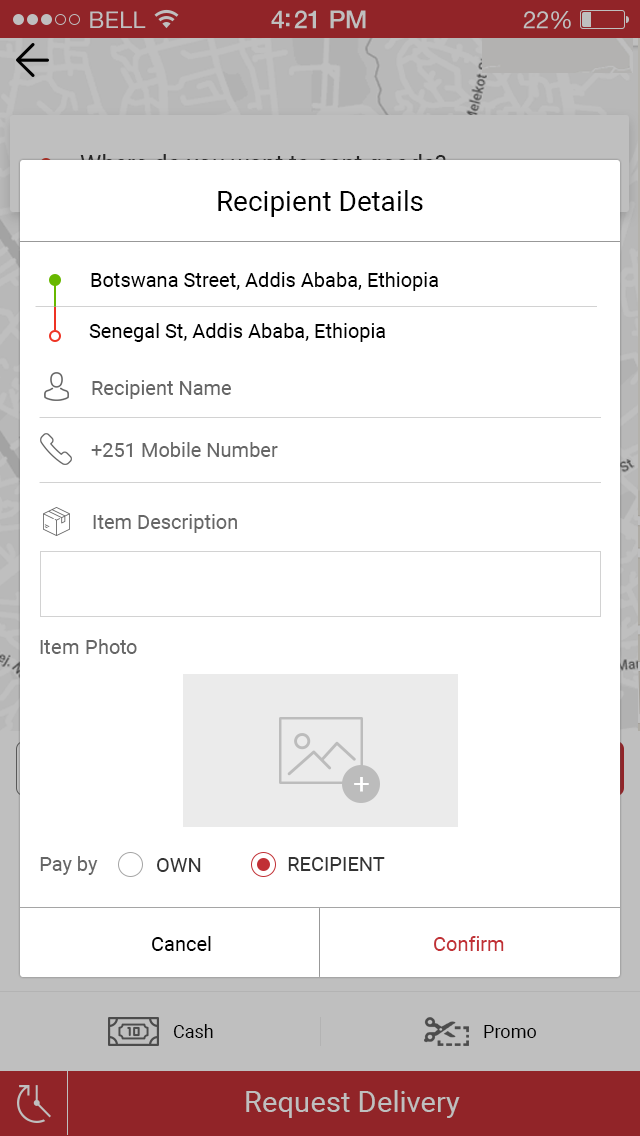 BELL 4:21 PM 22%
Melekot
Where do you want to sent goods?
Recipient Details
Botswana Street, Addis Ababa, Ethiopia
Senegal St, Addis Ababa, Ethiopia
Recipient Name
+251 Mobile Number
St
Item Description
Item Photo
Mau
Pay by OWN RECIPIENT
Cancel Confirm
10 Cash Promo
Request Delivery